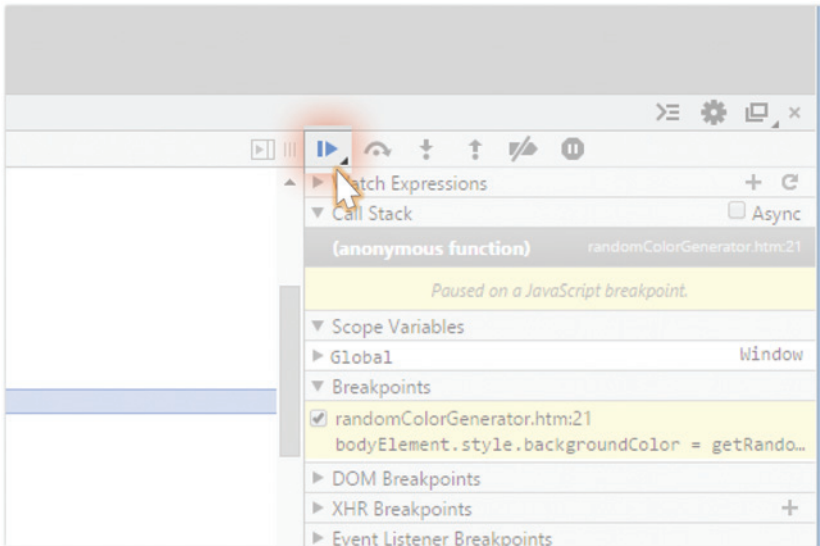 Watch Expressions
Call Stack Async
(anonymous function) randomColorGenerator.htm:21
Paused on a JavaScript breakpoint.
Scope Variables
Global Window
Breakpoints
randomColorGenerator.htm:21
bodyElement.style.backgroundColor = getRando…
DOM Breakpoints
XHR Breakpoints
Event Listener Breakpoints